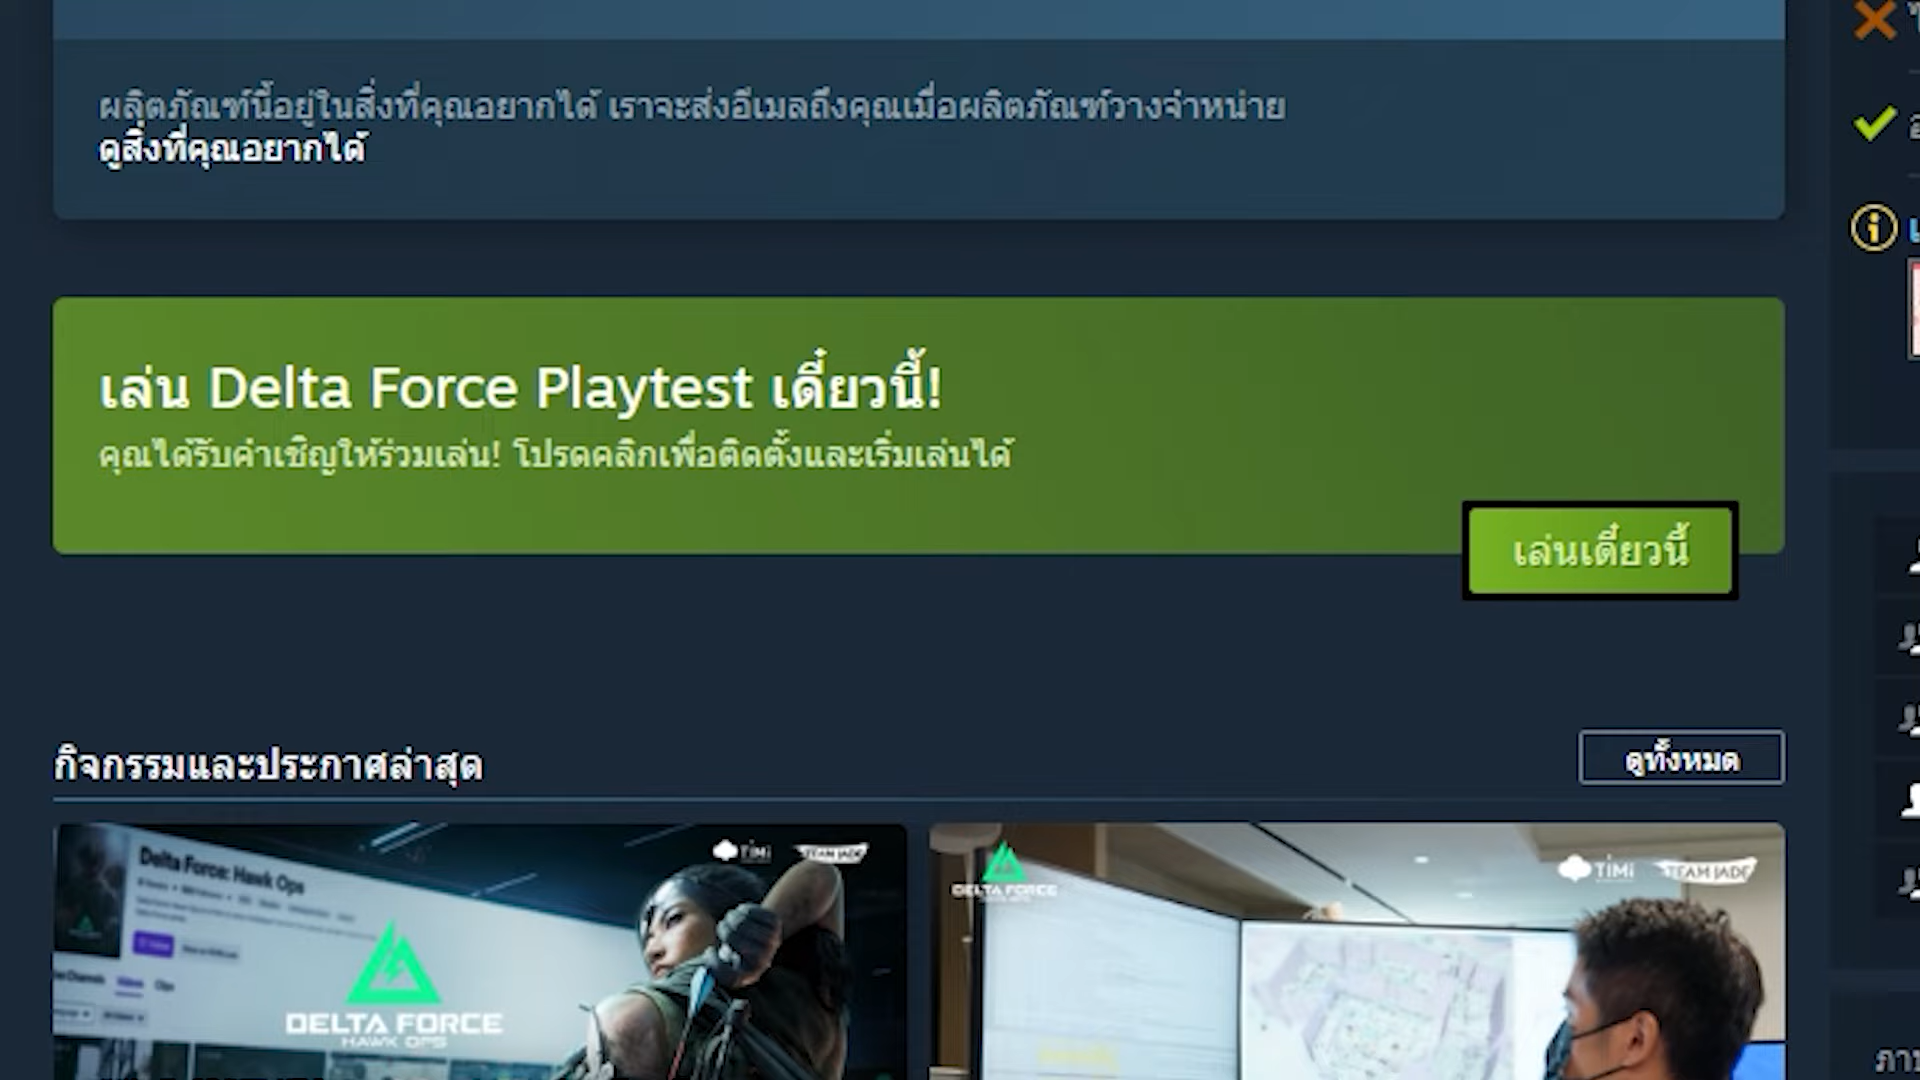 ผลิตภัณฑ์นี้อยู่ในสิ่งที่คุณอยากได้ เราจะส่งอีเมลถึงคุณเมื่อผลิตภัณฑ์วางจำหน่าย
ดูสิ่งที่คุณอยากได้
เล่น Delta Force Playtest เดี๋ยวนี้!
คุณได้รับคำเชิญให้ร่วมเล่น! โปรดคลิกเพื่อติดตั้งและเริ่มเล่นได้
เล่นเดี๋ยวนี้
กิจกรรมและประกาศล่าสุด
ดูทั้งหมด
Delta Force: Hawk Ops
TiMi TEAM JADE
DELTA FORCE
HAWK OPS
DELTA FORCE
TiMi TEAM JADE